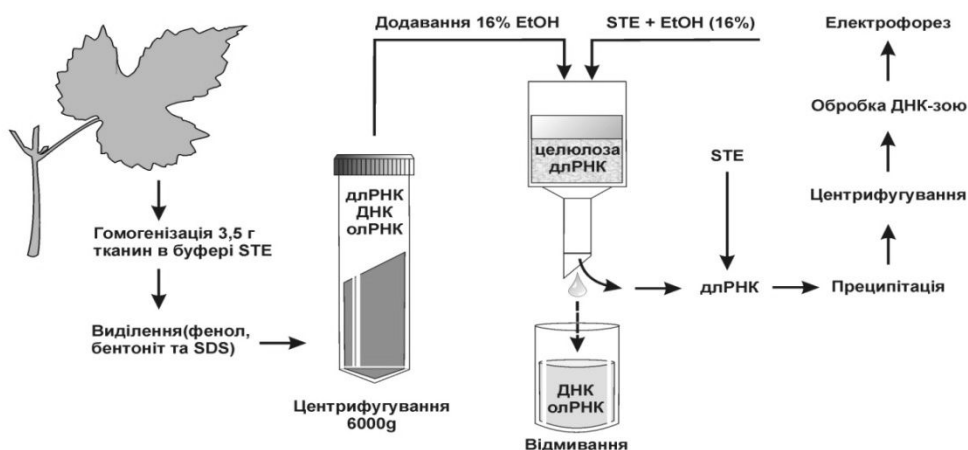 Додавання 16% EtOH
STE + EtOH (16%)
Електрофорез
Обробка ДНК-зою
целюлоза
длРНК
STE
длРНК
ДНК
олРНК
Центрифугування
Гомогенізація 3,5 г
тканин в буфері STE
длРНК
Преципітація
Виділення(фенол,
бентоніт та SDS)
ДНК
олРНК
Центрифугування
6000g
Відмивання